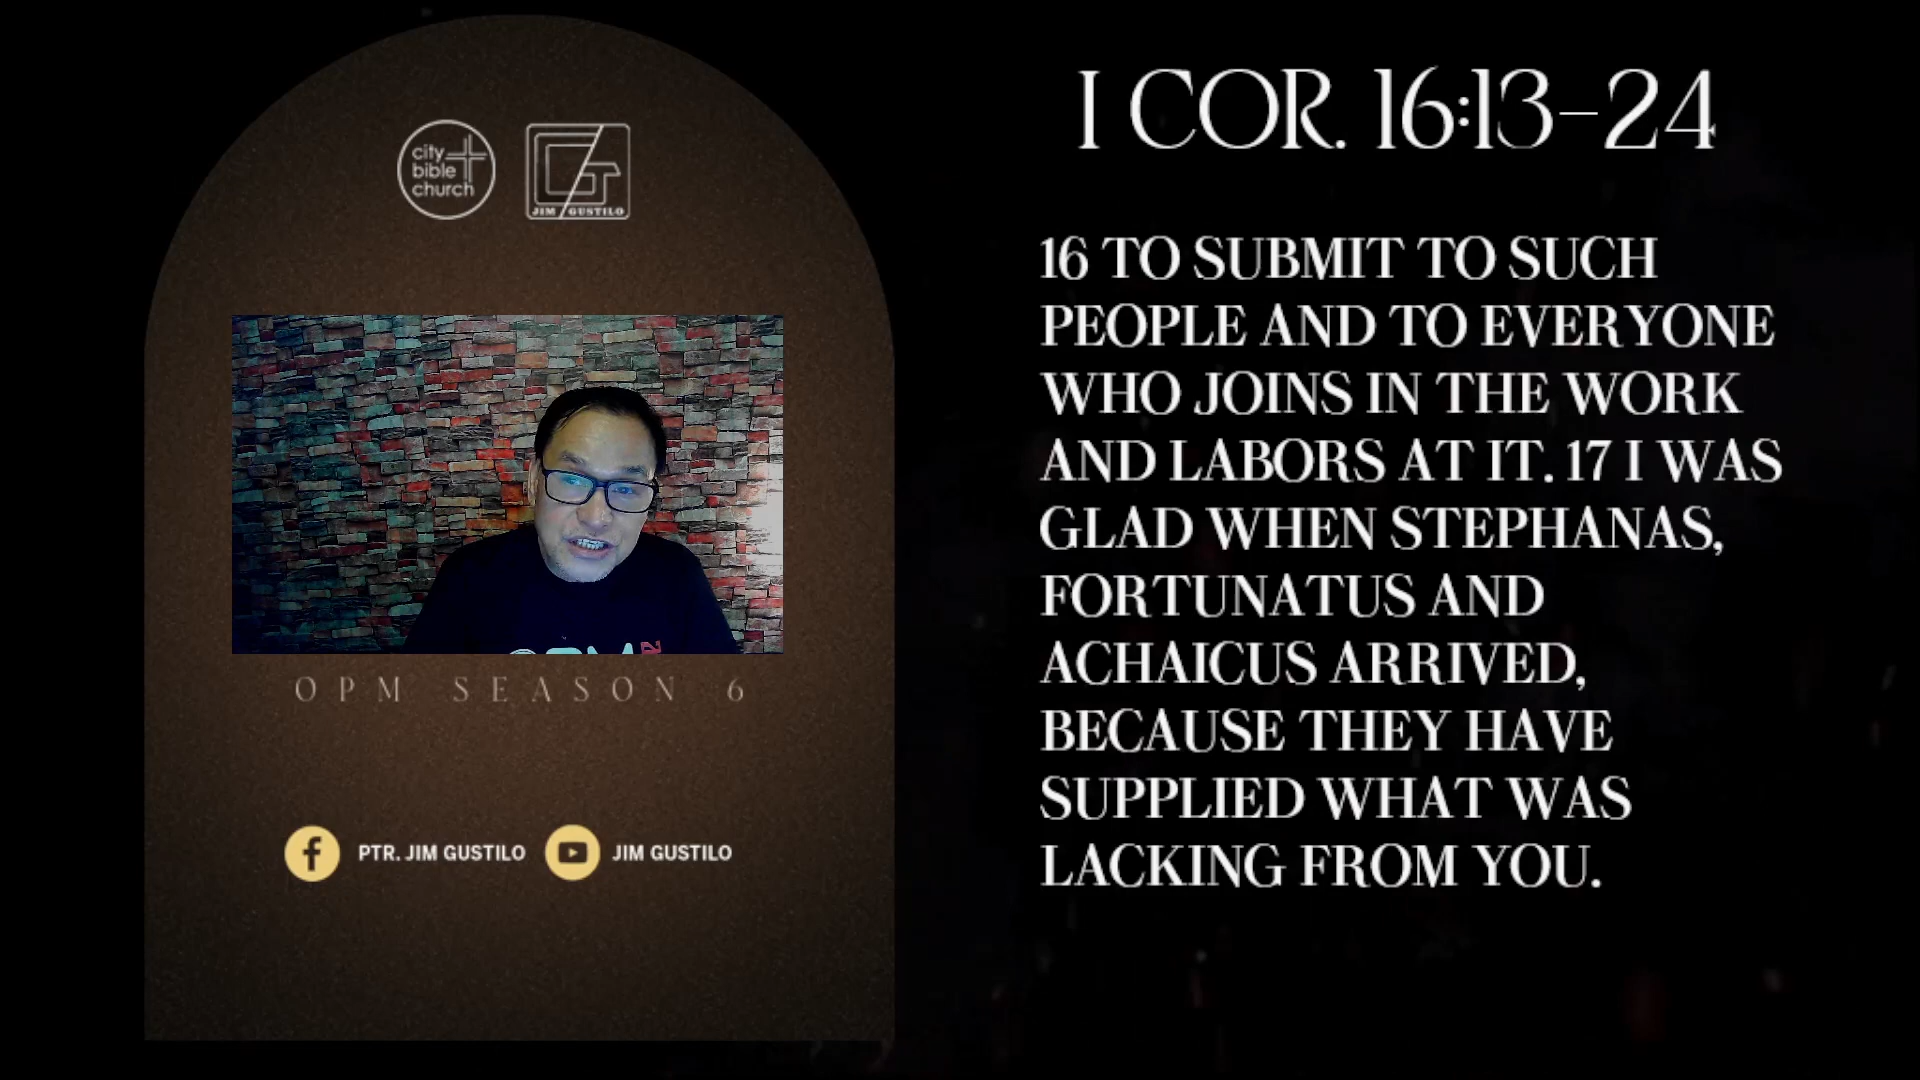 city
bible
church
JIM GUSTILO
OPM SEASON 6
PTR. JIM GUSTILO
JIM GUSTILO
I COR. 16:13-24
16 TO SUBMIT TO SUCH
PEOPLE AND TO EVERYONE
WHO JOINS IN THE WORK
AND LABORS AT IT. 17 I WAS
GLAD WHEN STEPHANAS,
FORTUNATUS AND
ACHAICUS ARRIVED,
BECAUSE THEY HAVE
SUPPLIED WHAT WAS
LACKING FROM YOU.